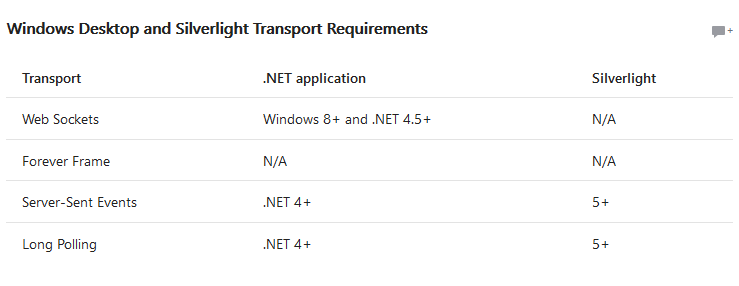 Windows Desktop and Silverlight Transport Requirements +
Transport .NET application Silverlight
Web Sockets Windows 8+ and .NET 4.5+ N/A
Forever Frame N/A N/A
Server-Sent Events .NET 4+ 5+
Long Polling .NET 4+ 5+